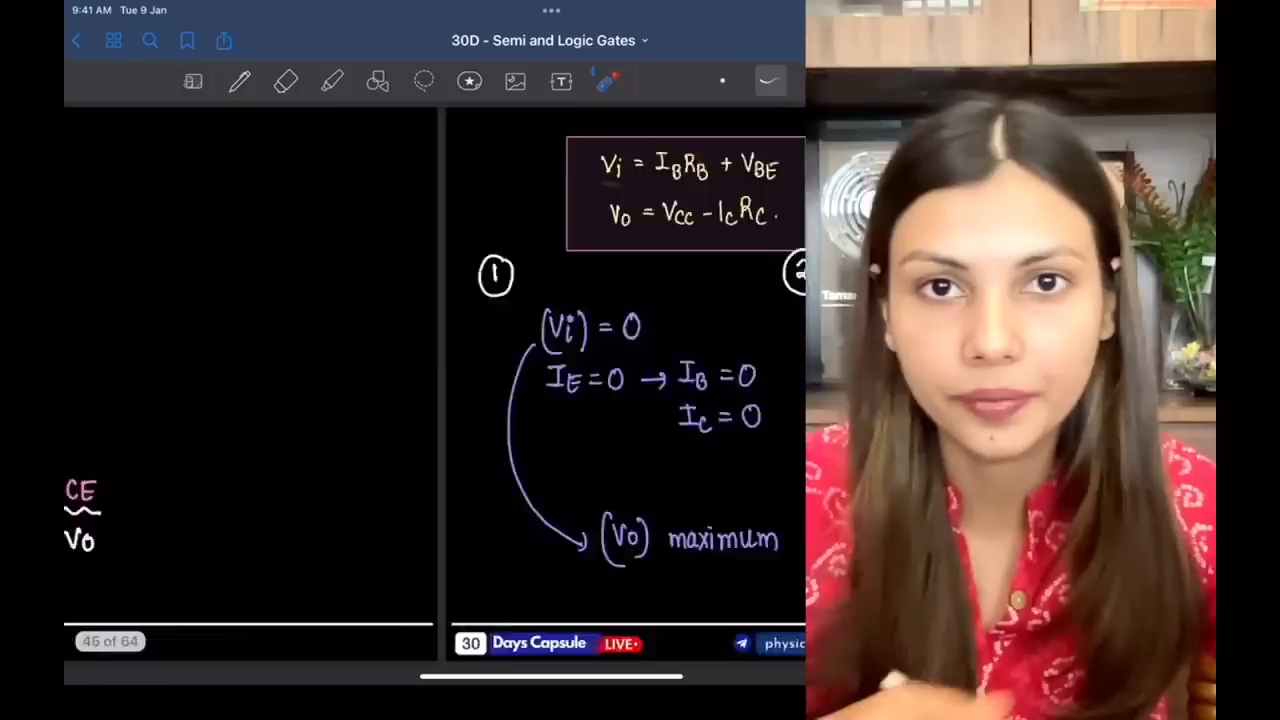 9:41 AM Tue 9 Jan
30D - Semi and Logic Gates
T
Vi = IBRB + VBE
Vo = VCC - ICRC.
1
2
(Vi) = 0
IE = 0 → IB = 0
IC = 0
CE
Vo
(Vo) maximum
45 of 64
30 Days Capsule LIVE
physic